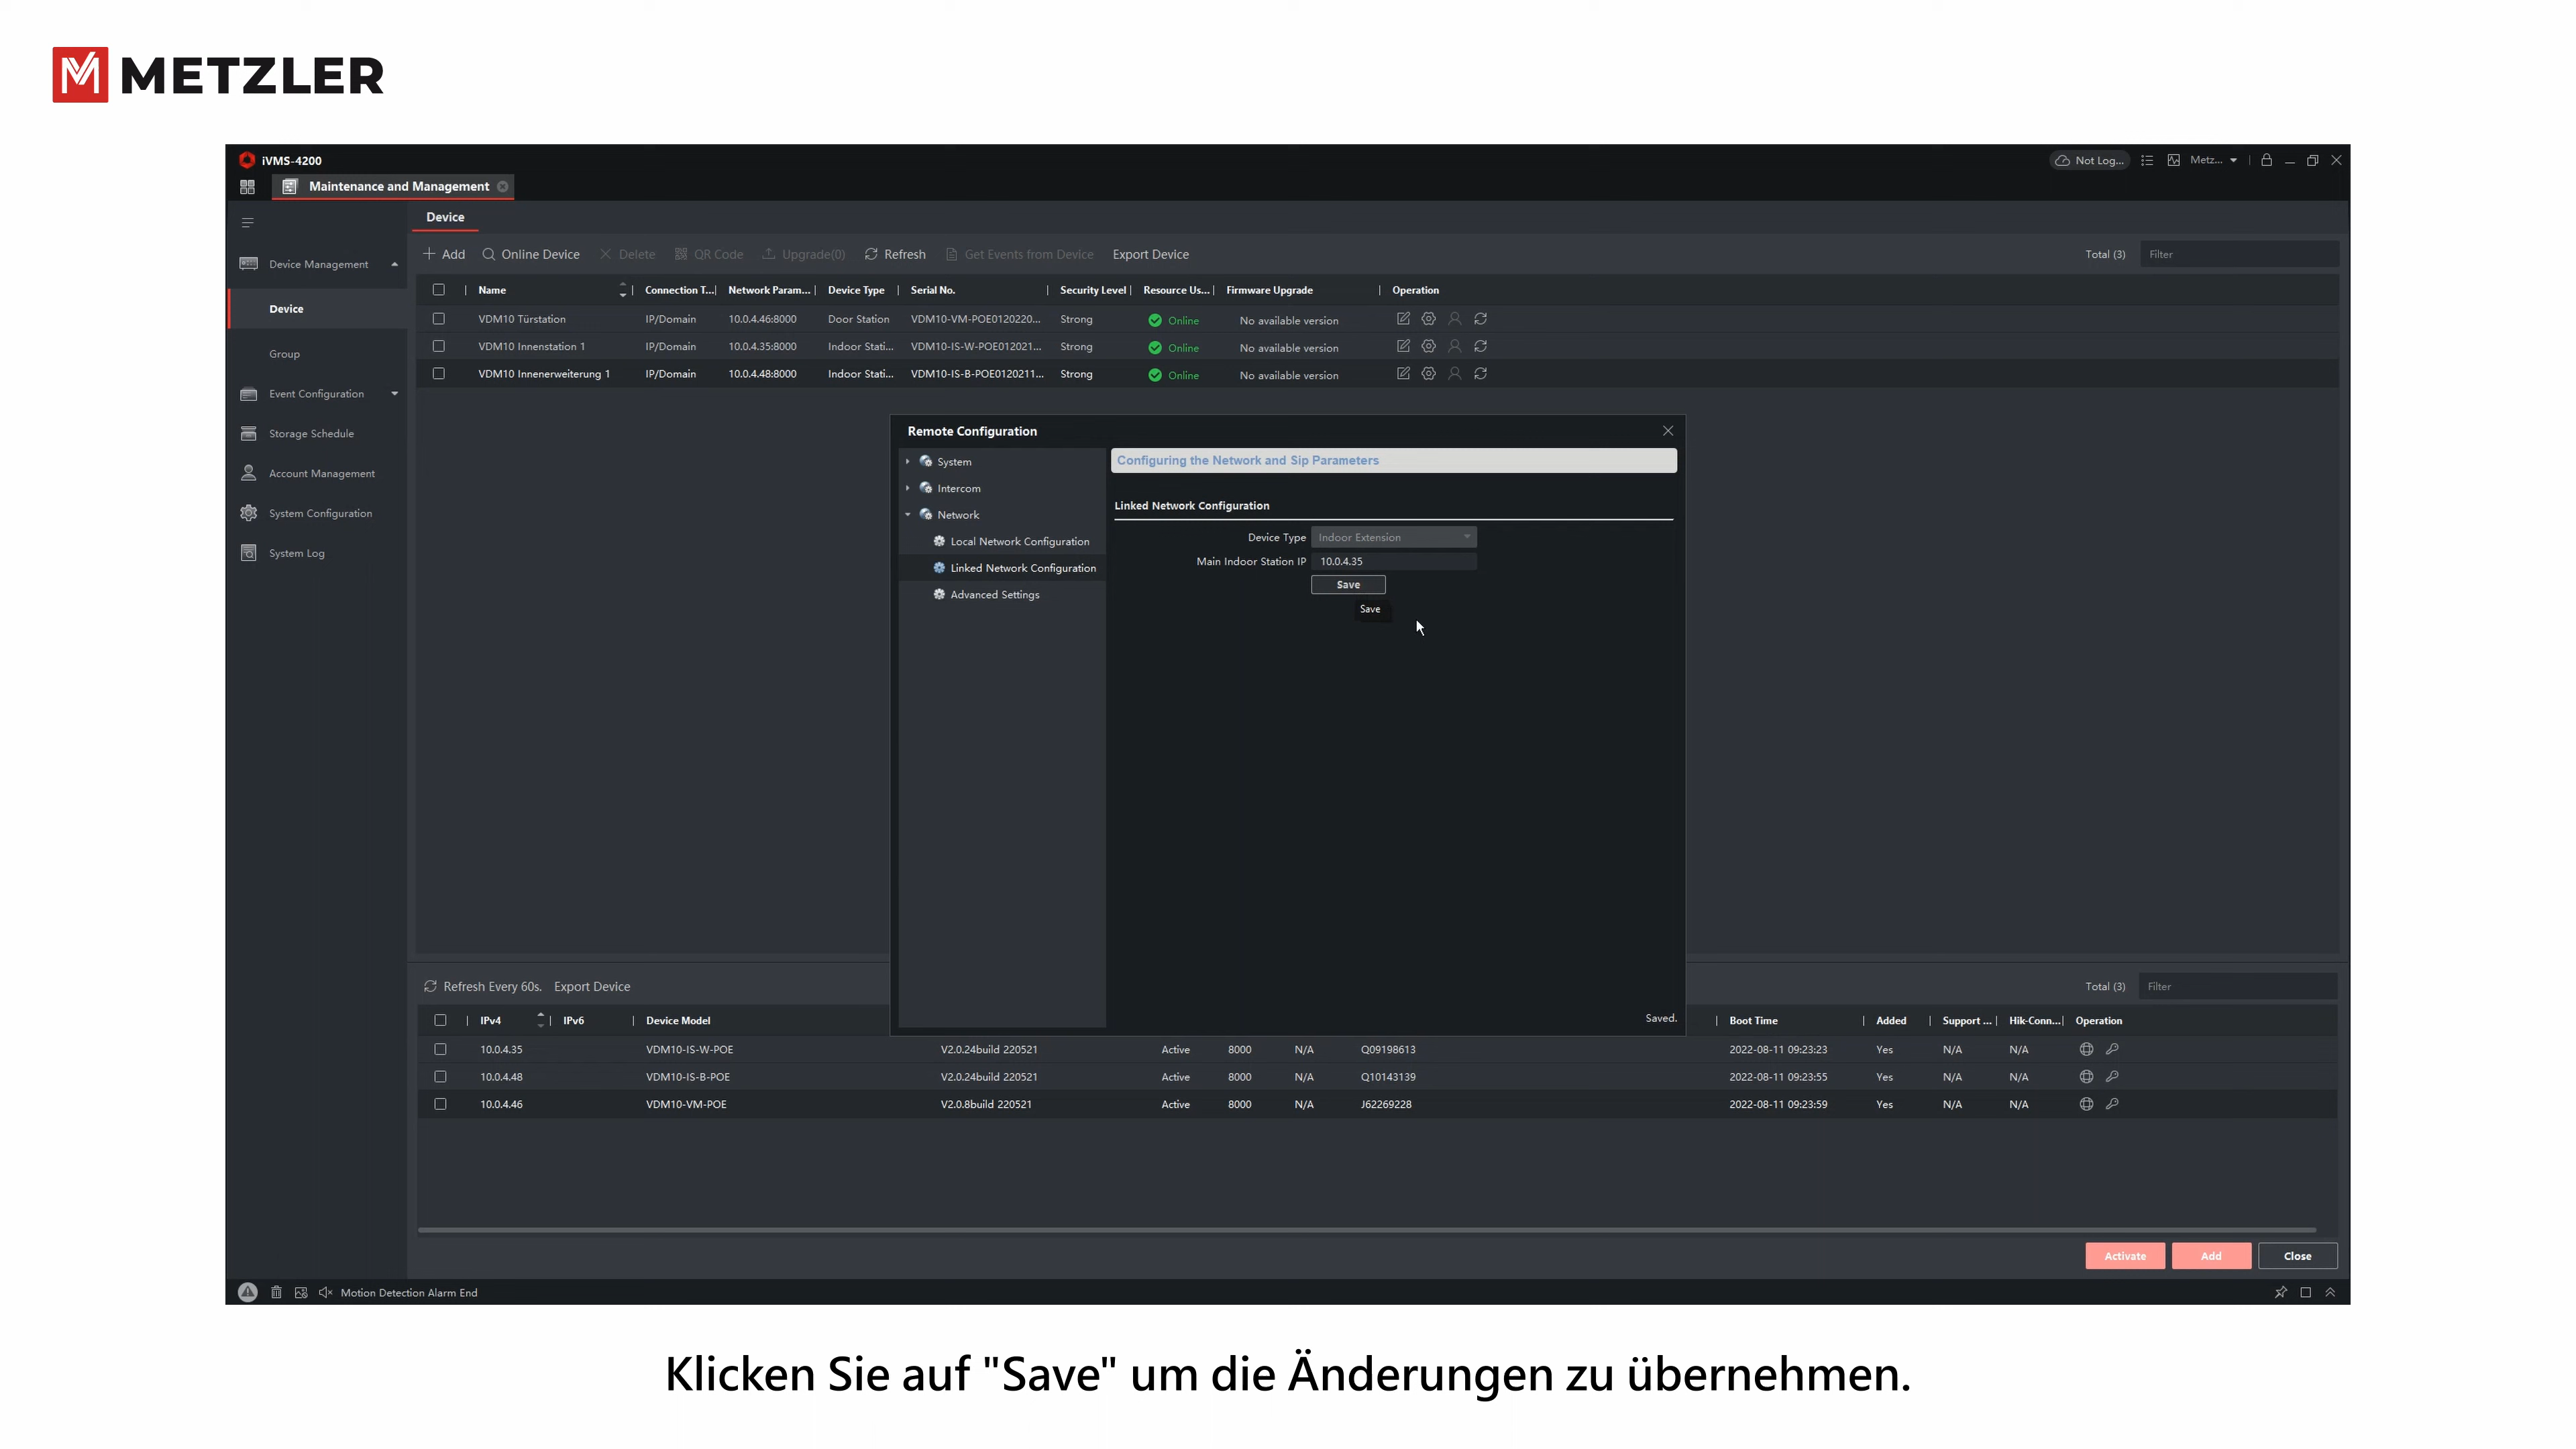 METZLER
iVMS-4200
Not Log...
Metz...
Maintenance and Management
Device Management
Device
Group
Event Configuration
Storage Schedule
Account Management
System Configuration
System Log
Device
Add Online Device Delete QR Code Upgrade(0) Refresh Get Events from Device Export Device Total (3) Filter
Name Connection T... Network Param... Device Type Serial No. Security Level Resource Us... Firmware Upgrade Operation
VDM10 Türstation IP/Domain 10.0.4.46:8000 Door Station VDM10-VM-POE0120220... Strong Online No available version
VDM10 Innenstation 1 IP/Domain 10.0.4.35:8000 Indoor Stati... VDM10-IS-W-POE012021... Strong Online No available version
VDM10 Innenerweiterung 1 IP/Domain 10.0.4.48:8000 Indoor Stati... VDM10-IS-B-POE0120211... Strong Online No available version
Remote Configuration
System
Intercom
Network
Local Network Configuration
Linked Network Configuration
Advanced Settings
Configuring the Network and Sip Parameters
Linked Network Configuration
Device Type Indoor Extension
Main Indoor Station IP 10.0.4.35
Save
Save
Saved.
Refresh Every 60s. Export Device Total (3) Filter
IPv4 IPv6 Device Model Boot Time Added Support ... Hik-Conn... Operation
10.0.4.35 VDM10-IS-W-POE V2.0.24build 220521 Active 8000 N/A Q09198613 2022-08-11 09:23:23 Yes N/A N/A
10.0.4.48 VDM10-IS-B-POE V2.0.24build 220521 Active 8000 N/A Q10143139 2022-08-11 09:23:55 Yes N/A N/A
10.0.4.46 VDM10-VM-POE V2.0.8build 220521 Active 8000 N/A J62269228 2022-08-11 09:23:59 Yes N/A N/A
Activate Add Close
Motion Detection Alarm End
Klicken Sie auf "Save" um die Änderungen zu übernehmen.